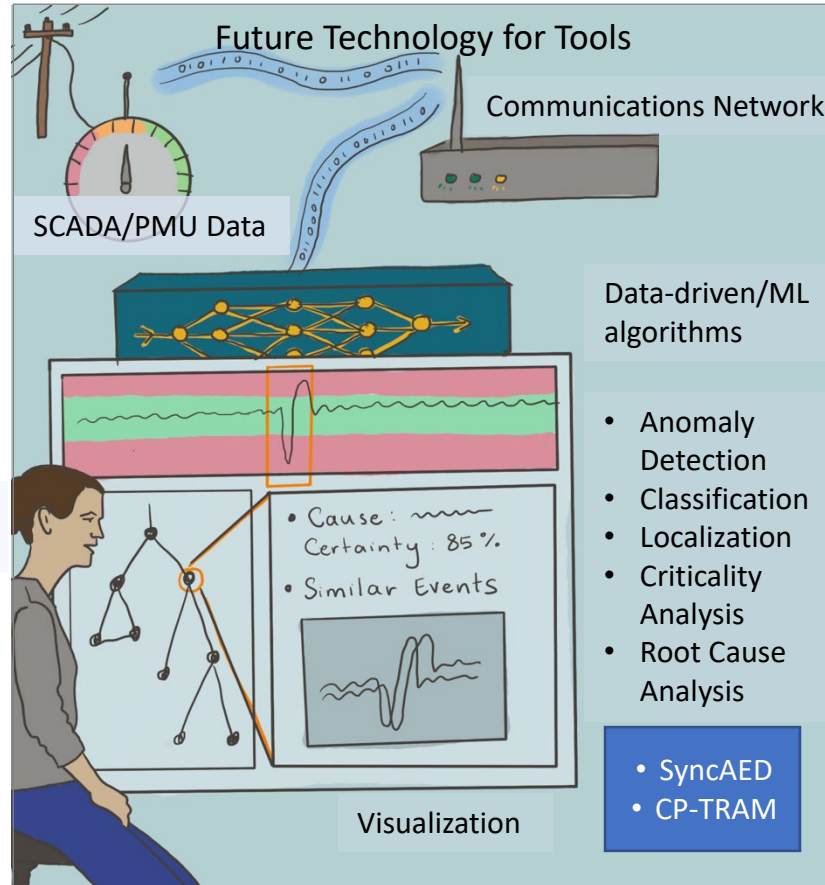 Future Technology for Tools
Communications Network
SCADA/PMU Data
Data-driven/ML
algorithms
• Anomaly
Detection
• Classification
• Localization
• Criticality
Analysis
• Root Cause
Analysis
• Cause:
Certainty: 85%
• Similar Events
• SyncAED
• CP-TRAM
Visualization